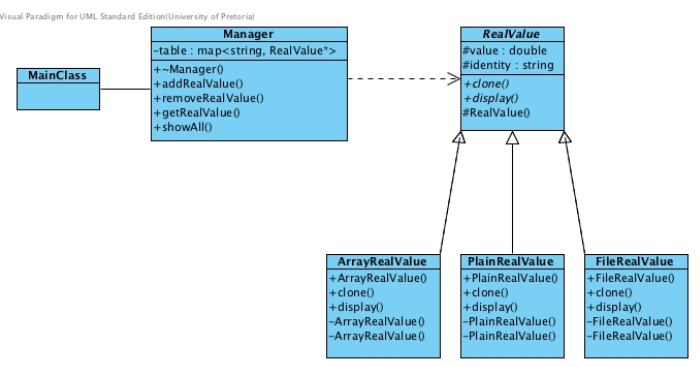 Visual Paradigm for UML Standard Edition(University of Pretoria)
MainClass
Manager
-table : map<string, RealValue*>
+~Manager()
+addRealValue()
+removeRealValue()
+getRealValue()
+showAll()
RealValue
#value : double
#identity : string
+clone()
+display()
#RealValue()
ArrayRealValue
+ArrayRealValue()
+clone()
+display()
-ArrayRealValue()
-ArrayRealValue()
PlainRealValue
+PlainRealValue()
+clone()
+display()
-PlainRealValue()
-PlainRealValue()
FileRealValue
+FileRealValue()
+clone()
+display()
-FileRealValue()
-FileRealValue()